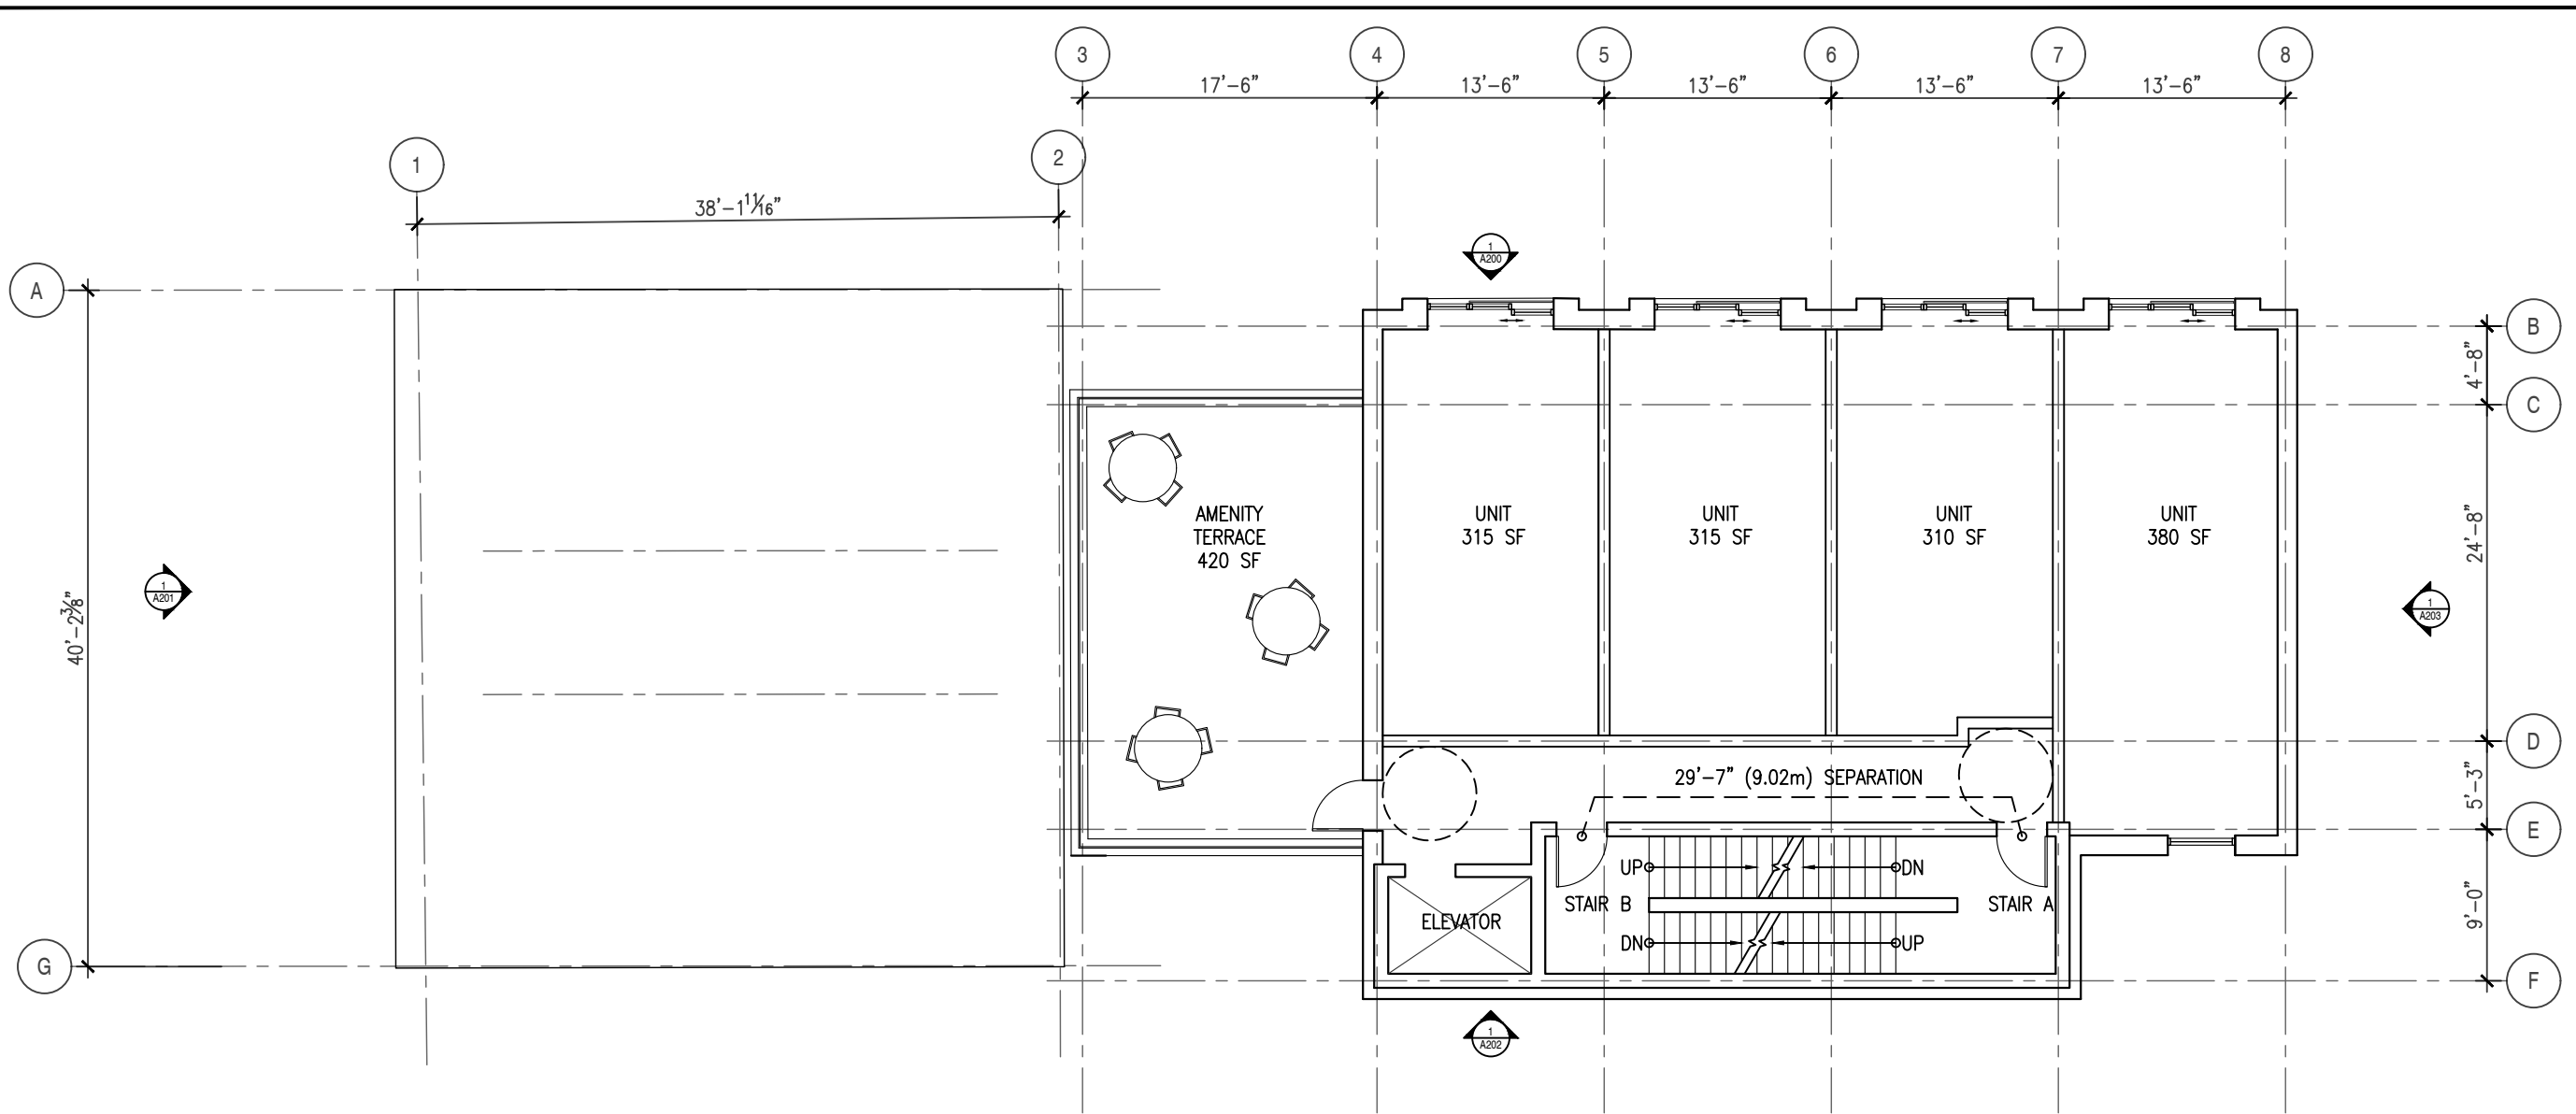 3
4
5
6
7
8
17'-6"
13'-6"
13'-6"
13'-6"
13'-6"
1
2
38'-1 11/16"
1
A200
A
B
4'-8"
C
AMENITY
TERRACE
420 SF
UNIT
315 SF
UNIT
315 SF
UNIT
310 SF
UNIT
380 SF
24'-8"
1
A201
1
A203
40'-2 3/8"
D
29'-7" (9.02m) SEPARATION
5'-3"
E
UP
DN
STAIR B
STAIR A
9'-0"
ELEVATOR
DN
UP
G
F
1
A202